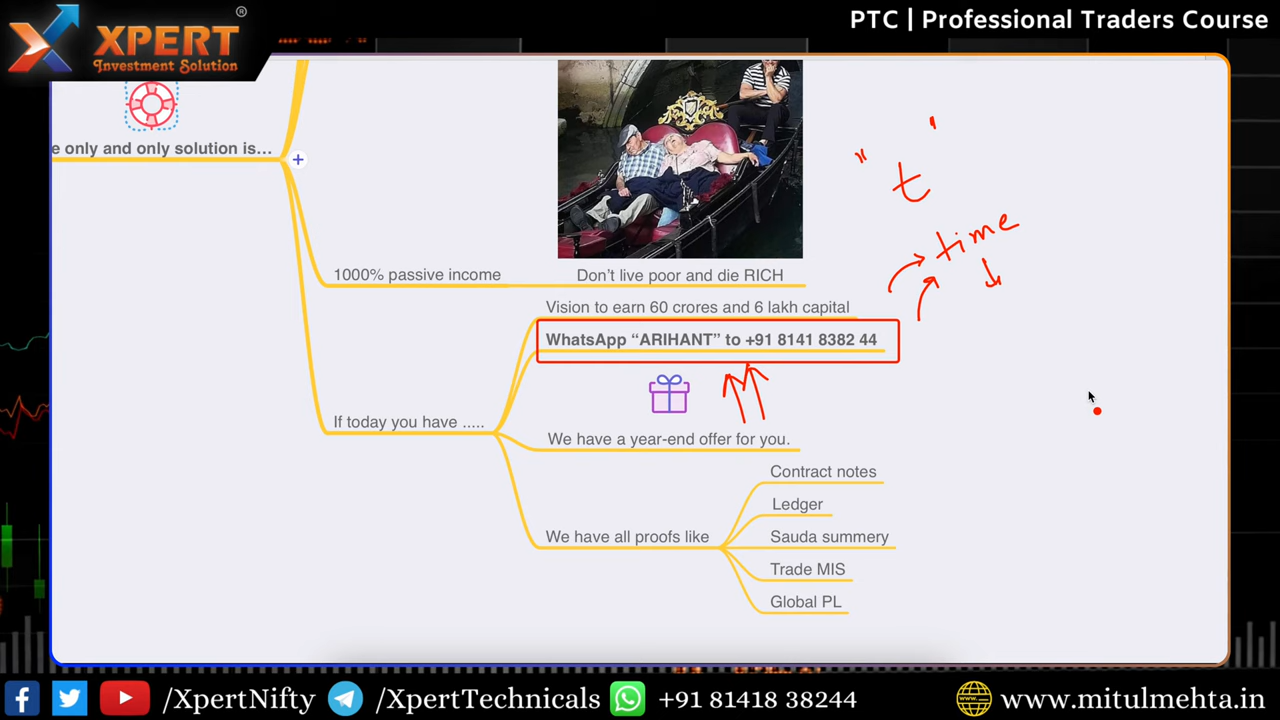 XPERT
Investment Solution
®
PTC | Professional Traders Course
e only and only solution is...
1000% passive income
Don't live poor and die RICH
Vision to earn 60 crores and 6 lakh capital
WhatsApp “ARIHANT” to +91 8141 8382 44
If today you have .....
We have a year-end offer for you.
We have all proofs like
Contract notes
Ledger
Sauda summery
Trade MIS
Global PL
" t '
time
/XpertNifty
/XpertTechnicals
+91 81418 38244
www.mitulmehta.in